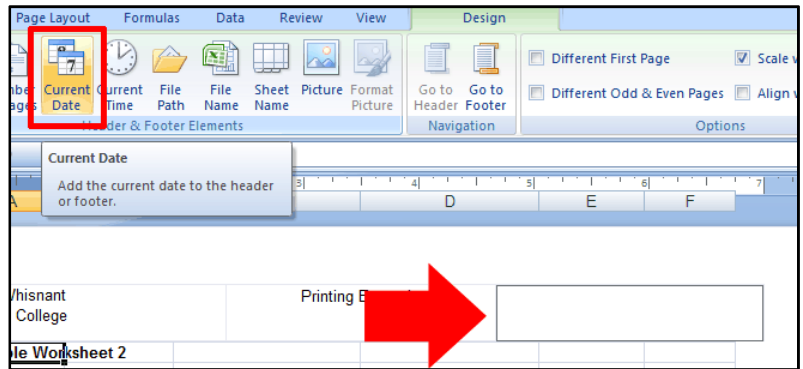 Page Layout Formulas Data Review View Design
Current Current File File Sheet Picture Format Go to Go to
Date Time Path Name Name Picture Header Footer
Different First Page Scale
Different Odd & Even Pages Align
Header & Footer Elements Navigation Options
Current Date
Add the current date to the header
or footer.
3 4 5 6 7
A D E F
Printing
College
Worksheet 2